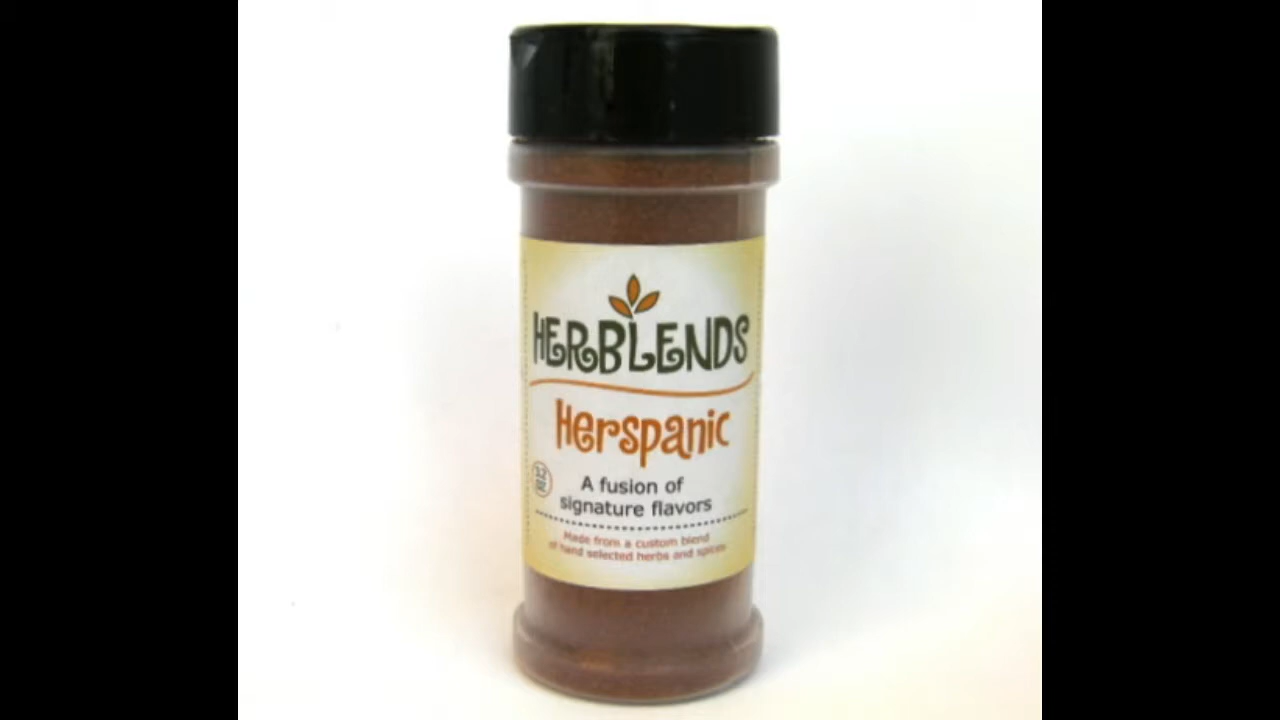 HERBLENDS
Herspanic
A fusion of
signature flavors
Made from a custom blend
of hand selected herbs and spices